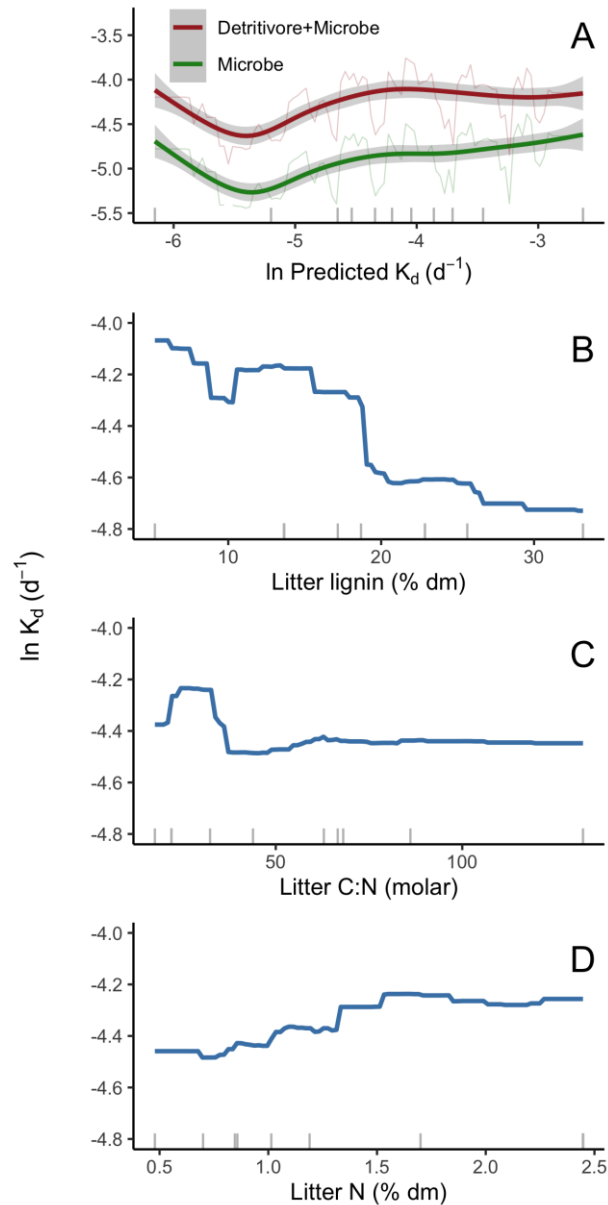 Detritivore+Microbe
Microbe
A
-3.5
-4.0
-4.5
-5.0
-5.5
-6 -5 -4 -3
ln Predicted Kd (d⁻¹)
B
-4.0
-4.2
-4.4
-4.6
-4.8
10 20 30
Litter lignin (% dm)
ln Kd (d⁻¹)
C
-4.0
-4.2
-4.4
-4.6
-4.8
50 100
Litter C:N (molar)
D
-4.0
-4.2
-4.4
-4.6
-4.8
0.5 1.0 1.5 2.0 2.5
Litter N (% dm)